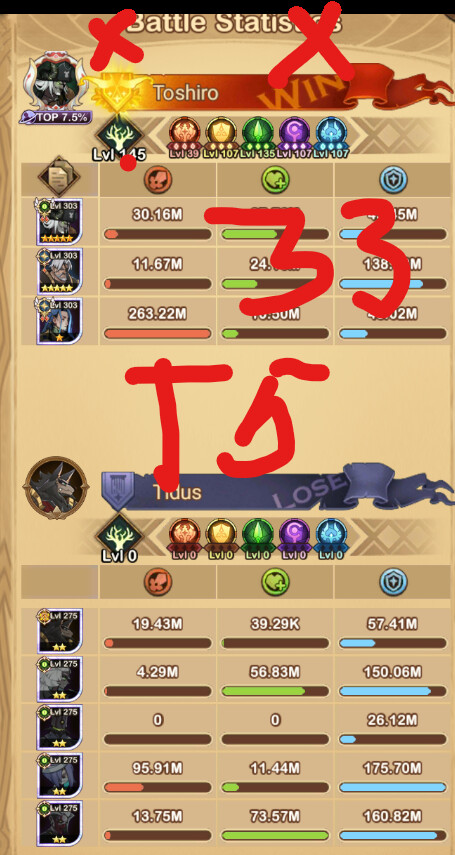 Battle Statistics
Toshiro
WIN
TOP 7.5%
Lvl 145
Lvl 39 Lvl 107 Lvl 135 Lvl 107 Lvl 107
Lvl 303 30.16M
33
Lvl 303 11.67M
Lvl 303 263.22M
T5
Tidus
LOSE
Lvl 0
Lvl 0 Lvl 0 Lvl 0 Lvl 0 Lvl 0
Lvl 275 19.43M 39.29K 57.41M
Lvl 275 4.29M 56.83M 150.06M
Lvl 275 0 0 26.12M
Lvl 275 95.91M 11.44M 175.70M
Lvl 275 13.75M 73.57M 160.82M